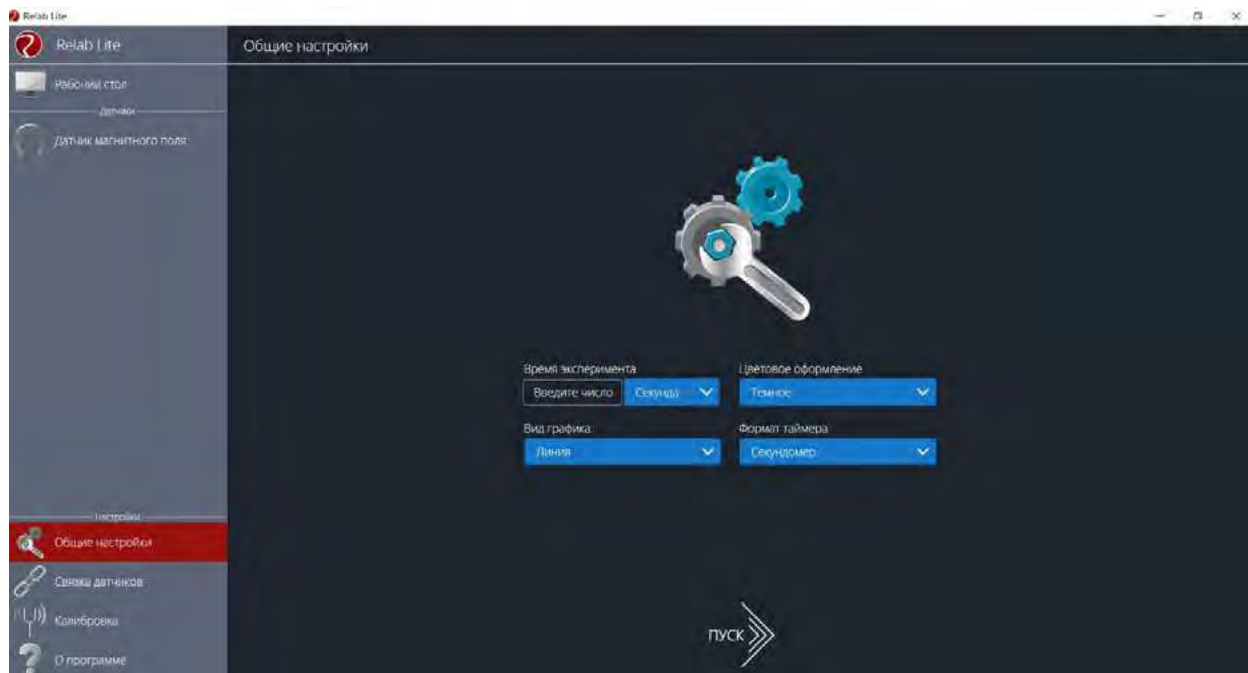 Relab Lite
Relab Lite
Общие настройки
Рабочий стол
Датчики
Датчик магнитного поля
Время эксперимента
Цветовое оформление
Введите число
Секунда
Темное
Вид графика
Формат таймера
Линия
Секундомер
Настройки
Общие настройки
Связка датчиков
Калибровка
О программе
ПУСК